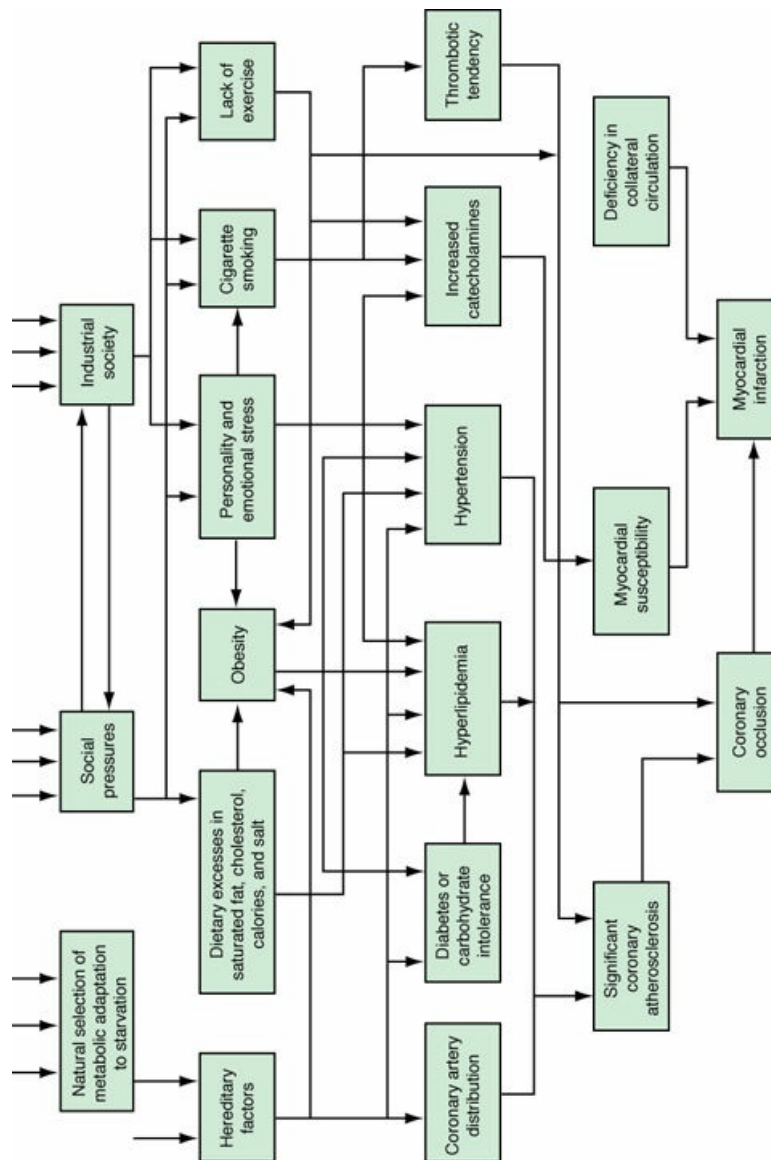 Natural selection of
metabolic adaptation
to starvation
Social
pressures
Industrial
society
Hereditary
factors
Dietary excesses in
saturated fat, cholesterol,
calories, and salt
Obesity
Personality and
emotional stress
Cigarette
smoking
Lack of
exercise
Coronary artery
distribution
Diabetes or
carbohydrate
intolerance
Hyperlipidemia
Hypertension
Increased
catecholamines
Thrombotic
tendency
Significant
coronary
atherosclerosis
Myocardial
susceptibility
Deficiency in
collateral
circulation
Coronary
occlusion
Myocardial
infarction